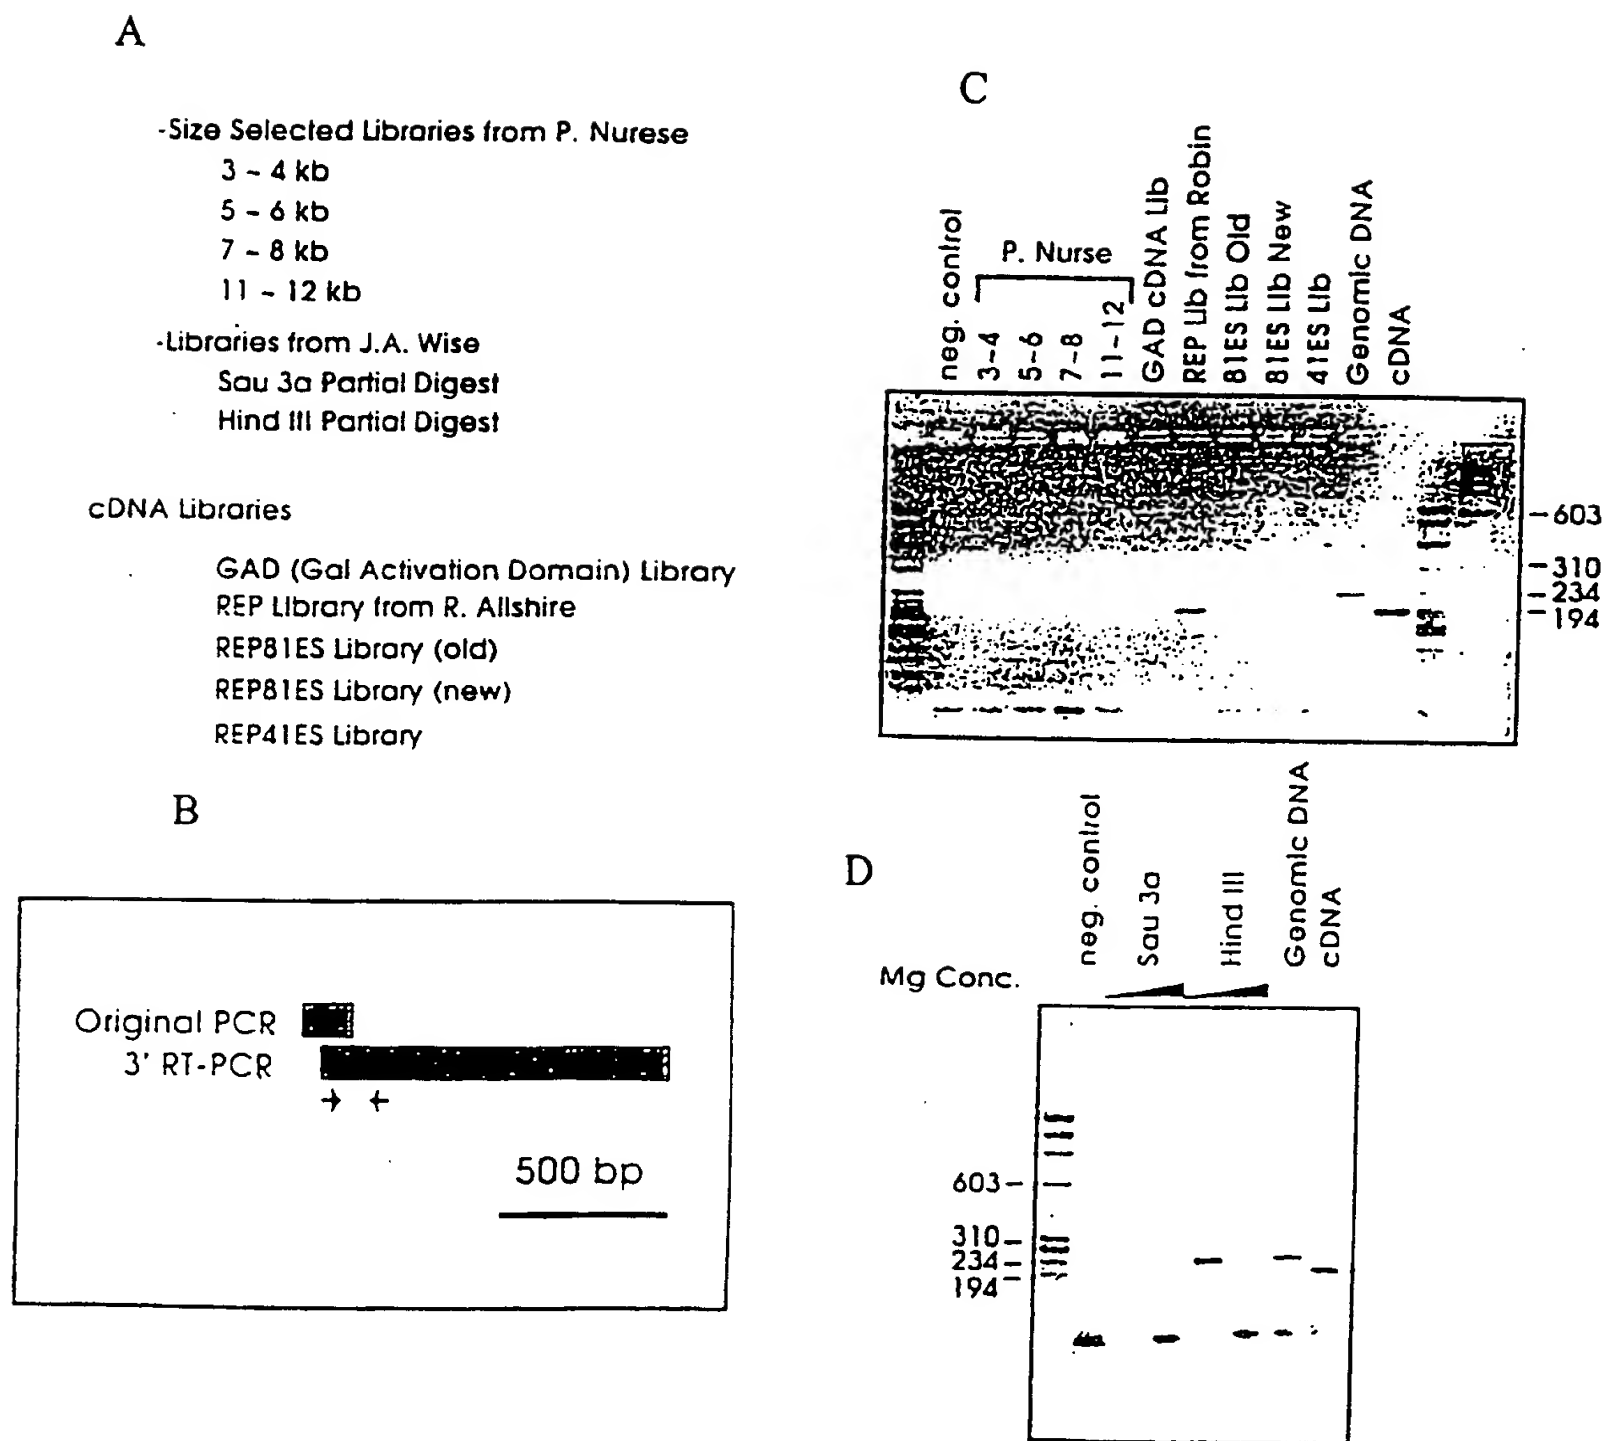 A
-Size Selected Libraries from P. Nurese
3 - 4 kb
5 - 6 kb
7 - 8 kb
11 - 12 kb
-Libraries from J.A. Wise
Sau 3a Partial Digest
Hind III Partial Digest
cDNA Libraries
GAD (Gal Activation Domain) Library
REP Library from R. Allshire
REP81ES Library (old)
REP81ES Library (new)
REP41ES Library
B
Original PCR
3' RT-PCR
500 bp
C
neg. control
P. Nurse
3-4
5-6
7-8
11-12
GAD cDNA Lib
REP Lib from Robin
81ES Lib Old
81ES Lib New
41ES Lib
Genomic DNA
cDNA
603
310
234
194
D
neg. control
Sau 3a
Hind III
Genomic DNA
cDNA
Mg Conc.
603
310
234
194